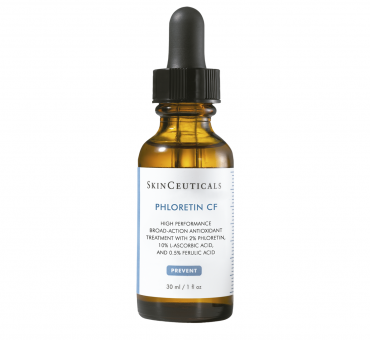 SKINCEUTICALS
PHLORETIN CF
HIGH PERFORMANCE
BROAD-ACTION ANTIOXIDANT
TREATMENT WITH 2% PHLORETIN,
10% L-ASCORBIC ACID,
AND 0.5% FERULIC ACID
PREVENT
30 ml / 1 fl oz